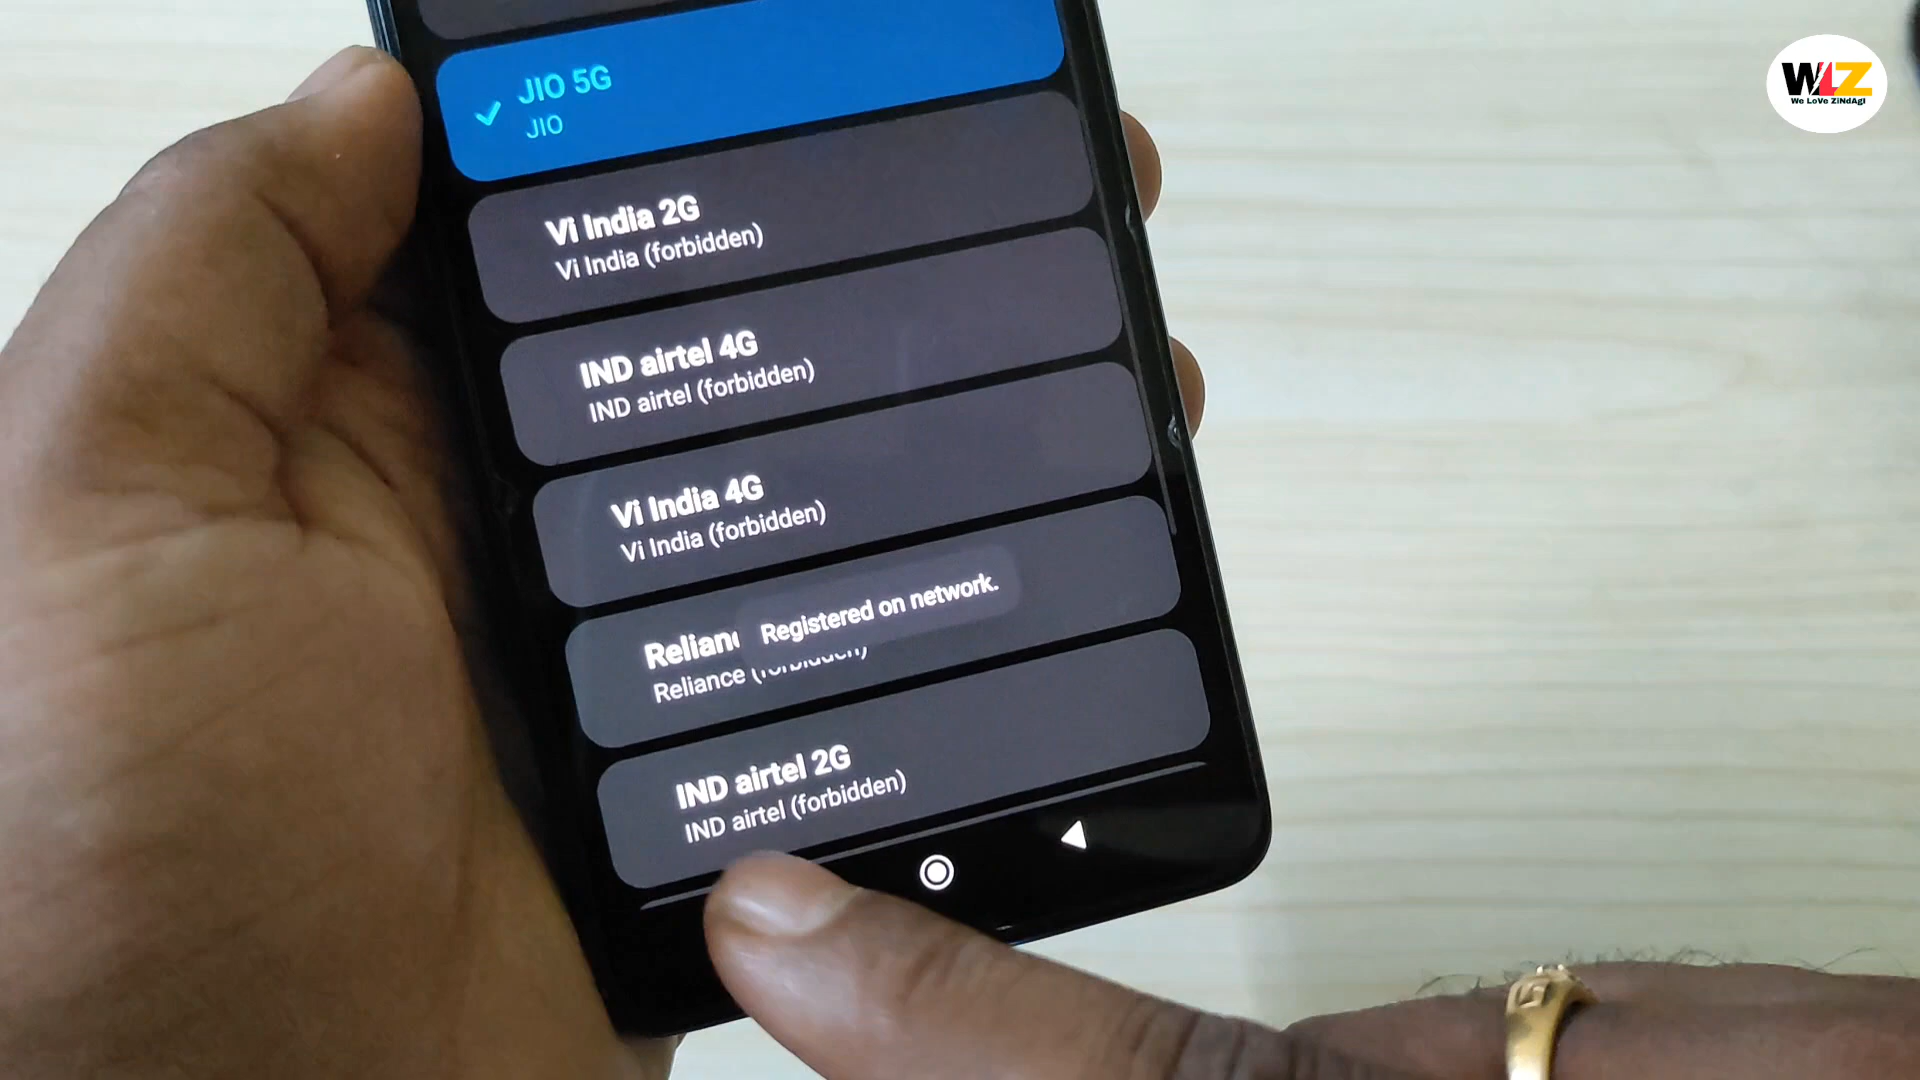 WLZ
We LoVe ZiNdAgI
JIO 5G
JIO
Vi India 2G
Vi India (forbidden)
IND airtel 4G
IND airtel (forbidden)
Vi India 4G
Vi India (forbidden)
Registered on network.
Reliance (forbidden)
IND airtel 2G
IND airtel (forbidden)